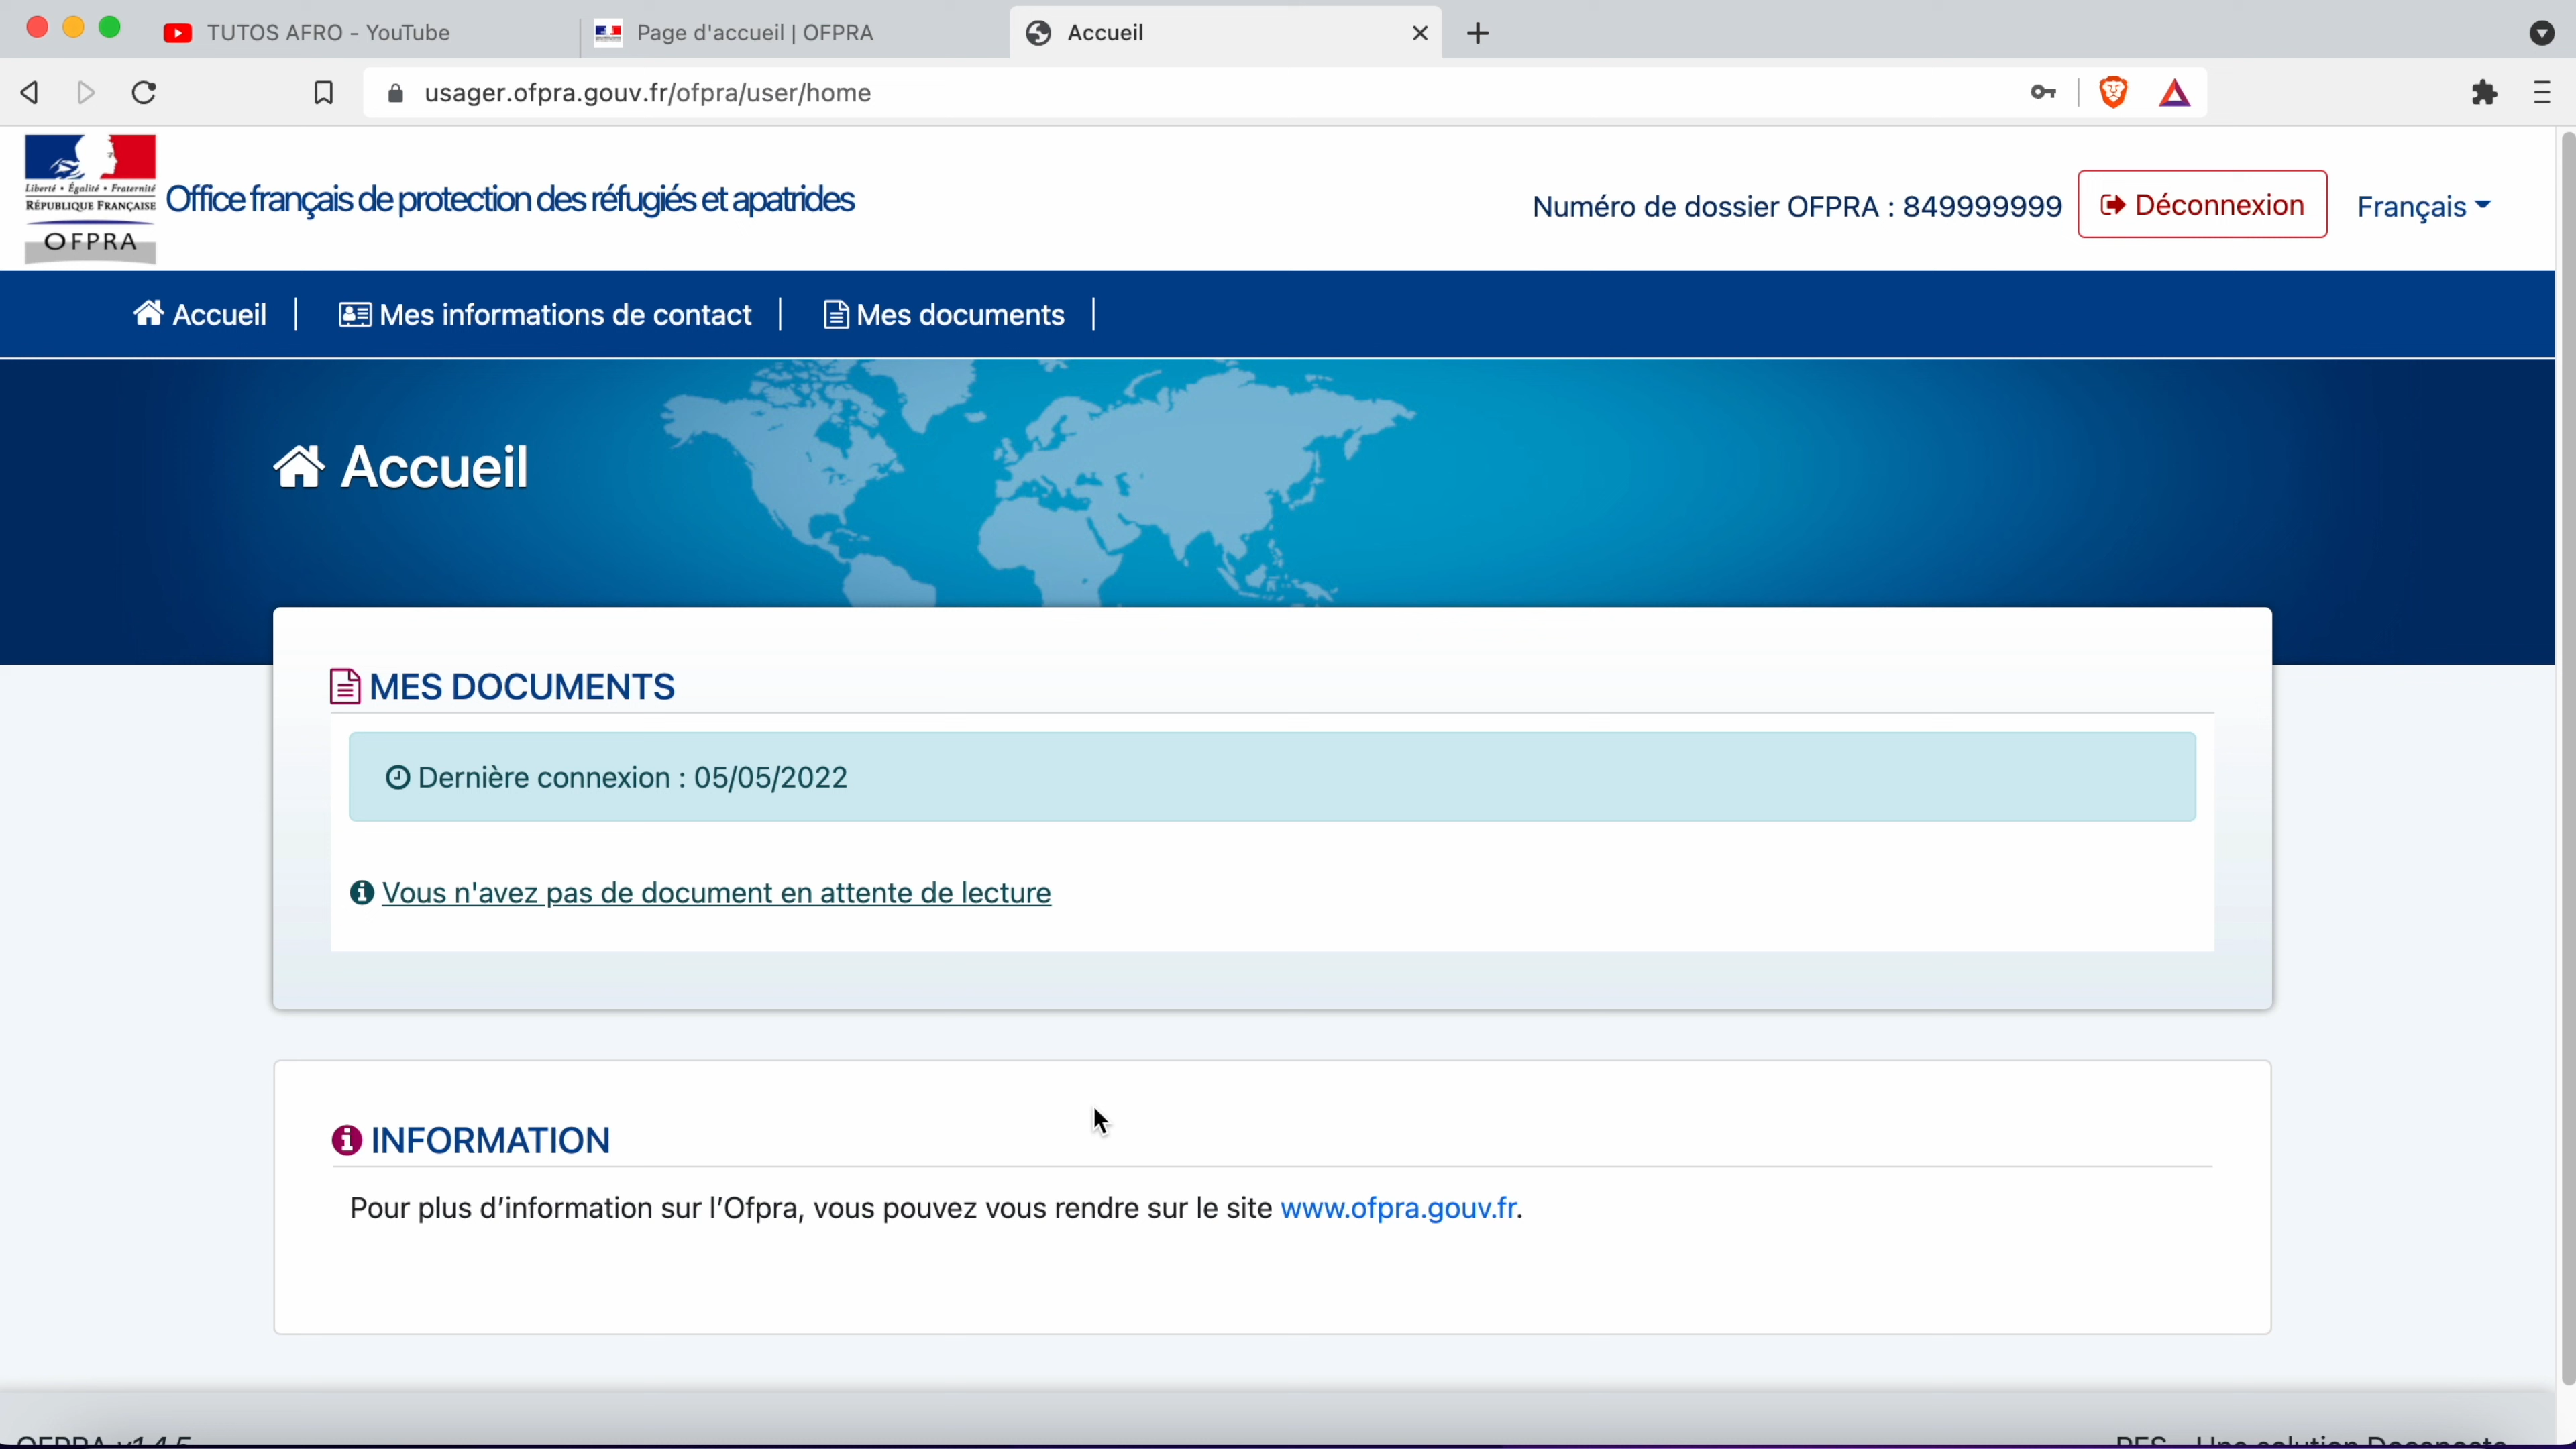 TUTOS AFRO - YouTube
Page d'accueil | OFPRA
Accueil
usager.ofpra.gouv.fr/ofpra/user/home
Liberté • Égalité • Fraternité
RÉPUBLIQUE FRANÇAISE
OFPRA
Office français de protection des réfugiés et apatrides
Numéro de dossier OFPRA : 849999999
Déconnexion
Français
Accueil
Mes informations de contact
Mes documents
Accueil
MES DOCUMENTS
Dernière connexion : 05/05/2022
Vous n'avez pas de document en attente de lecture
INFORMATION
Pour plus d’information sur l’Ofpra, vous pouvez vous rendre sur le site www.ofpra.gouv.fr.
OFPRA v1.4.5